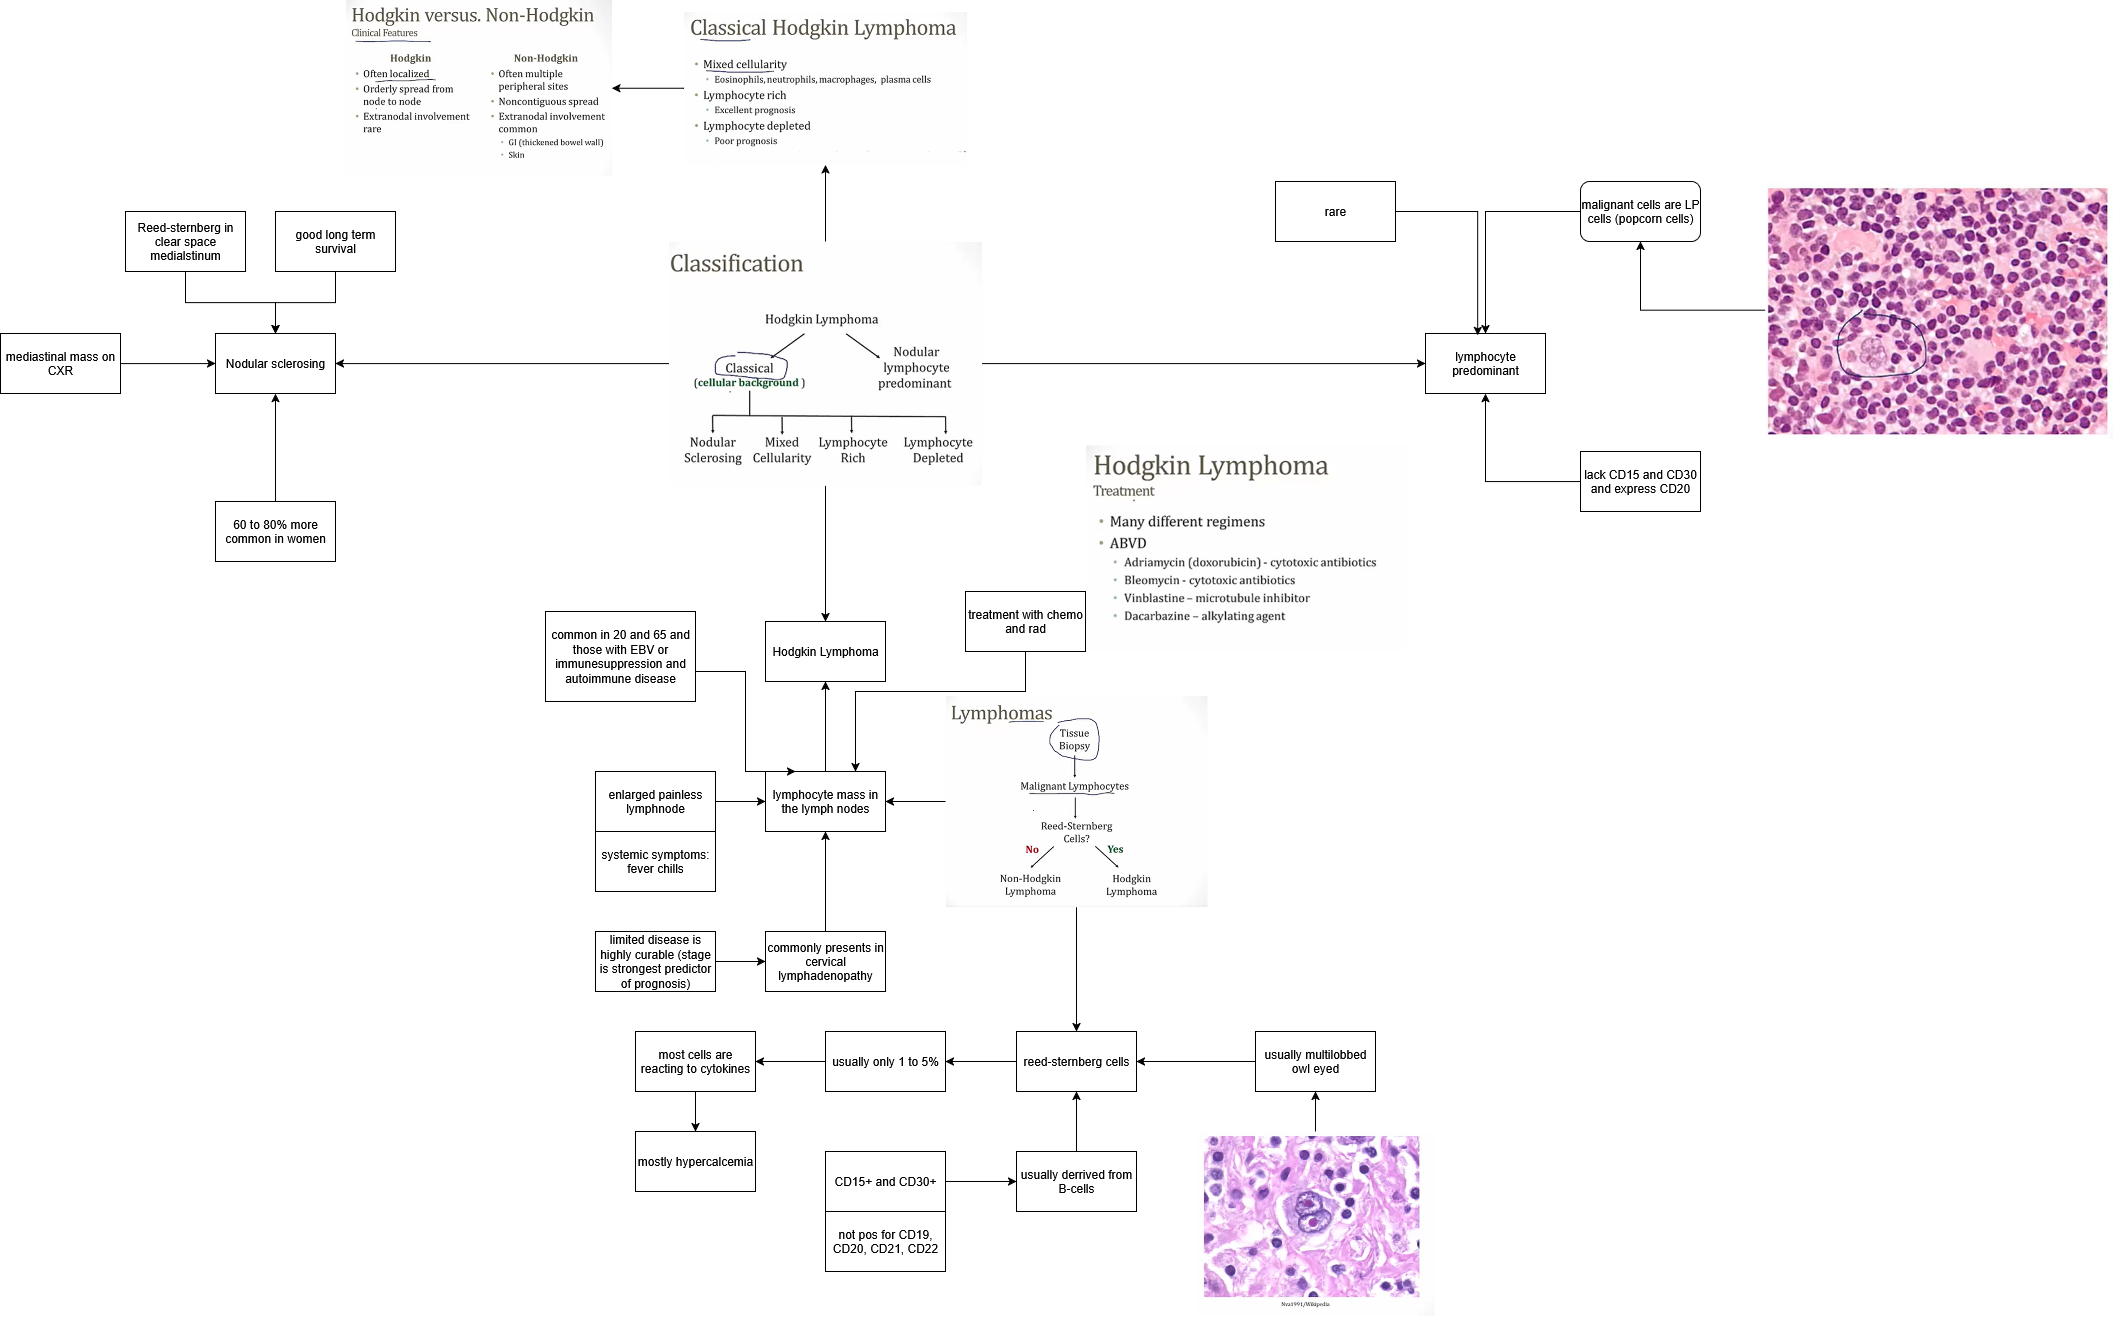 Hodgkin versus. Non-Hodgkin
Clinical Features
Hodgkin
• Often localized
• Orderly spread from
node to node
• Extranodal involvement
rare
Non-Hodgkin
• Often multiple
peripheral sites
• Noncontiguous spread
• Extranodal involvement
common
• GI (thickened bowel wall)
• Skin
Classical Hodgkin Lymphoma
• Mixed cellularity
• Eosinophils, neutrophils, macrophages, plasma cells
• Lymphocyte rich
• Excellent prognosis
• Lymphocyte depleted
• Poor prognosis
Reed-sternberg in
clear space
medialstinum
good long term
survival
mediastinal mass on
CXR
Nodular sclerosing
60 to 80% more
common in women
Classification
Hodgkin Lymphoma
Classical
(cellular background )
Nodular
lymphocyte
predominant
Nodular
Sclerosing
Mixed
Cellularity
Lymphocyte
Rich
Lymphocyte
Depleted
rare
malignant cells are LP
cells (popcorn cells)
lymphocyte
predominant
lack CD15 and CD30
and express CD20
Hodgkin Lymphoma
Treatment
• Many different regimens
• ABVD
• Adriamycin (doxorubicin) - cytotoxic antibiotics
• Bleomycin - cytotoxic antibiotics
• Vinblastine – microtubule inhibitor
• Dacarbazine – alkylating agent
treatment with chemo
and rad
common in 20 and 65 and
those with EBV or
immunesuppression and
autoimmune disease
Hodgkin Lymphoma
enlarged painless
lymphnode
systemic symptoms:
fever chills
lymphocyte mass in
the lymph nodes
limited disease is
highly curable (stage
is strongest predictor
of prognosis)
commonly presents in
cervical
lymphadenopathy
Lymphomas
Tissue
Biopsy
Malignant Lymphocytes
Reed-Sternberg
Cells?
No
Yes
Non-Hodgkin
Lymphoma
Hodgkin
Lymphoma
most cells are
reacting to cytokines
usually only 1 to 5%
reed-sternberg cells
usually multilobbed
owl eyed
mostly hypercalcemia
CD15+ and CD30+
not pos for CD19,
CD20, CD21, CD22
usually derrived from
B-cells
Nva1991/Wikipedia